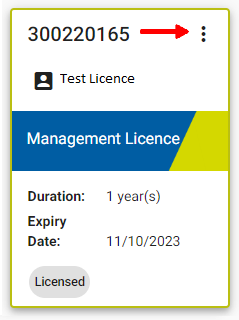 300220165
Test Licence
Management Licence
Duration: 1 year(s)
Expiry
Date: 11/10/2023
Licensed